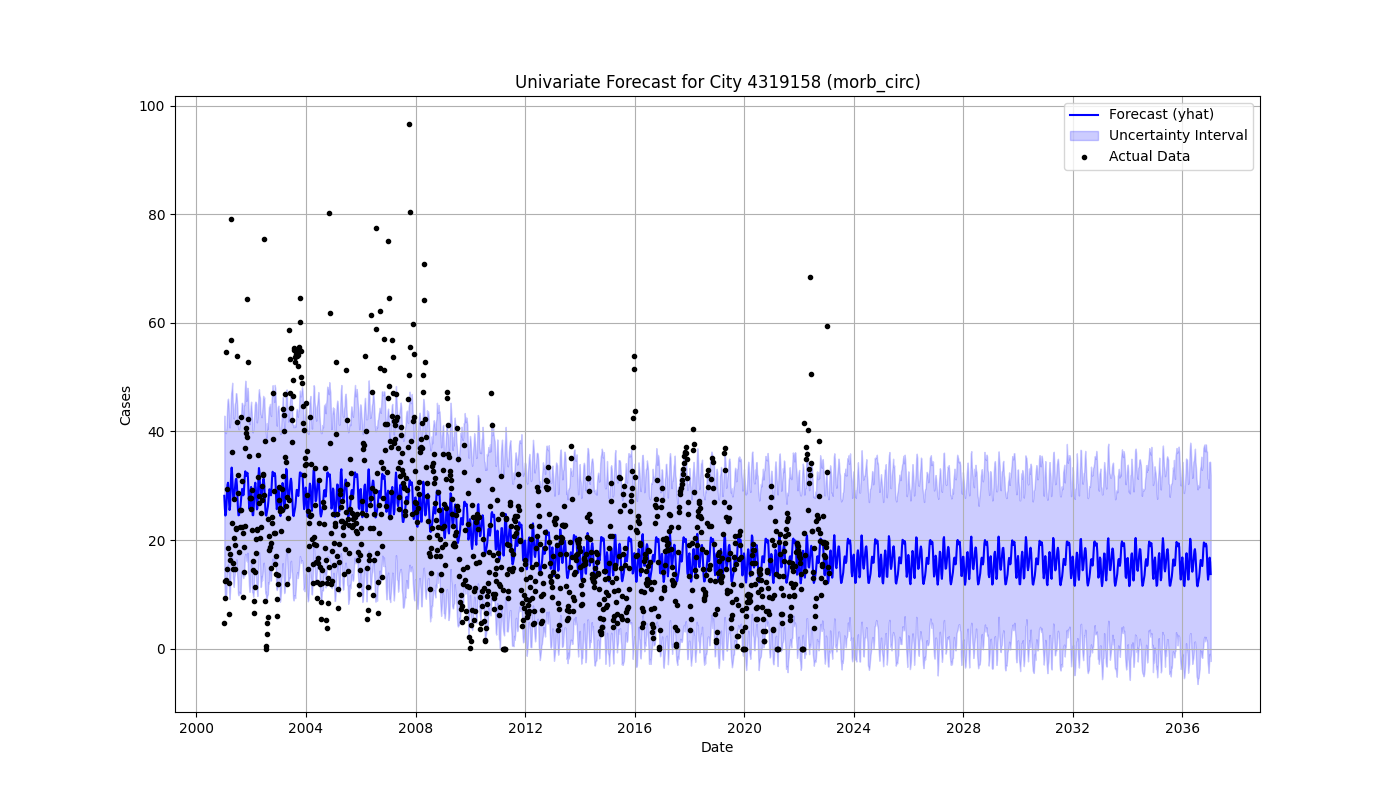 Univariate Forecast for City 4319158 (morb_circ)
Forecast (yhat)
Uncertainty Interval
Actual Data
Cases
100
80
60
40
20
0
2000 2004 2008 2012 2016 2020 2024 2028 2032 2036
Date